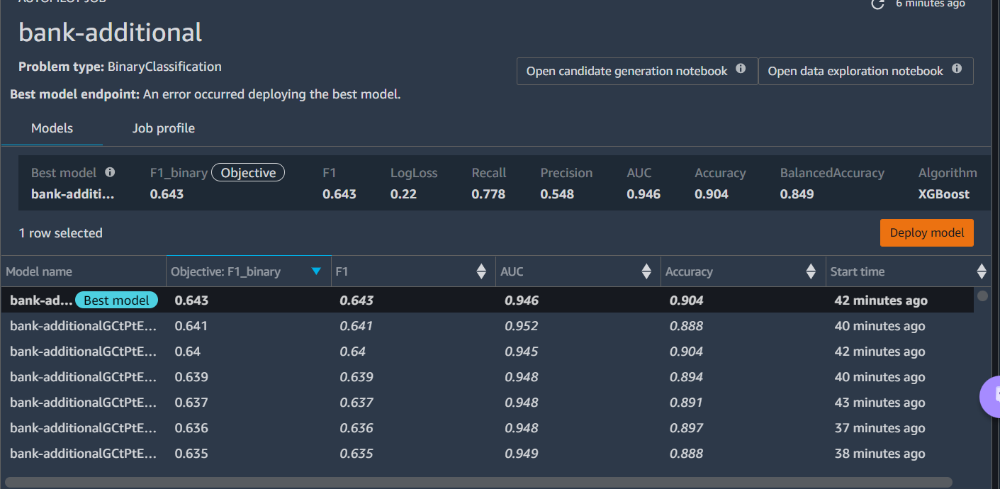 AUTOPILOT JOB
6 minutes ago
bank-additional
Problem type: BinaryClassification
Open candidate generation notebook
Open data exploration notebook
Best model endpoint: An error occurred deploying the best model.
Models Job profile
Best model F1_binary Objective F1 LogLoss Recall Precision AUC Accuracy BalancedAccuracy Algorithm
bank-additi... 0.643 0.643 0.22 0.778 0.548 0.946 0.904 0.849 XGBoost
1 row selected
Deploy model
Model name Objective: F1_binary F1 AUC Accuracy Start time
bank-ad... Best model 0.643 0.643 0.946 0.904 42 minutes ago
bank-additionalGCtPtE... 0.641 0.641 0.952 0.888 40 minutes ago
bank-additionalGCtPtE... 0.64 0.64 0.945 0.904 42 minutes ago
bank-additionalGCtPtE... 0.639 0.639 0.948 0.894 40 minutes ago
bank-additionalGCtPtE... 0.637 0.637 0.948 0.891 43 minutes ago
bank-additionalGCtPtE... 0.636 0.636 0.948 0.897 37 minutes ago
bank-additionalGCtPtE... 0.635 0.635 0.949 0.888 38 minutes ago